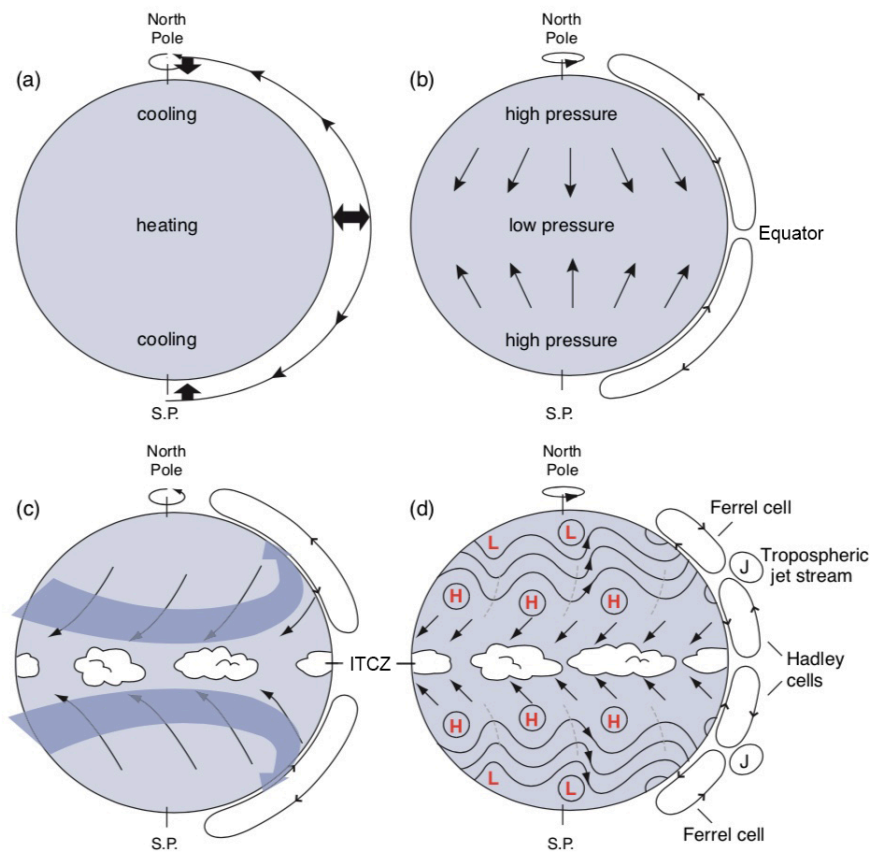 North
Pole
(a)
cooling
heating
cooling
S.P.
North
Pole
(b)
high pressure
low pressure
Equator
high pressure
S.P.
North
Pole
(c)
ITCZ
S.P.
North
Pole
(d)
Ferrel cell
L
L
Tropospheric
jet stream
J
H
H
H
Hadley
cells
H
H
H
J
L
L
Ferrel cell
S.P.